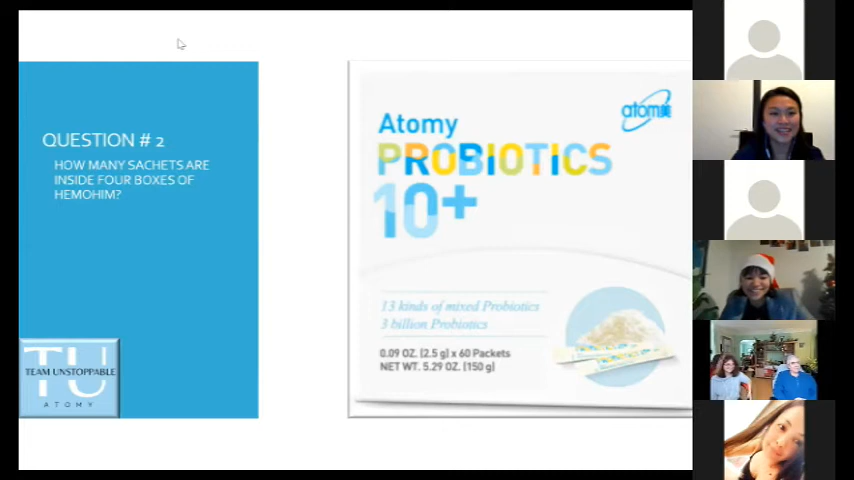 QUESTION # 2
HOW MANY SACHETS ARE
INSIDE FOUR BOXES OF
HEMOHIM?
TU
TEAM UNSTOPPABLE
ATOMY
atomy
Atomy
PROBIOTICS
10+
13 kinds of mixed Probiotics
3 billion Probiotics
0.09 OZ. (2.5 g) x 60 Packets
NET WT. 5.29 OZ. (150 g)